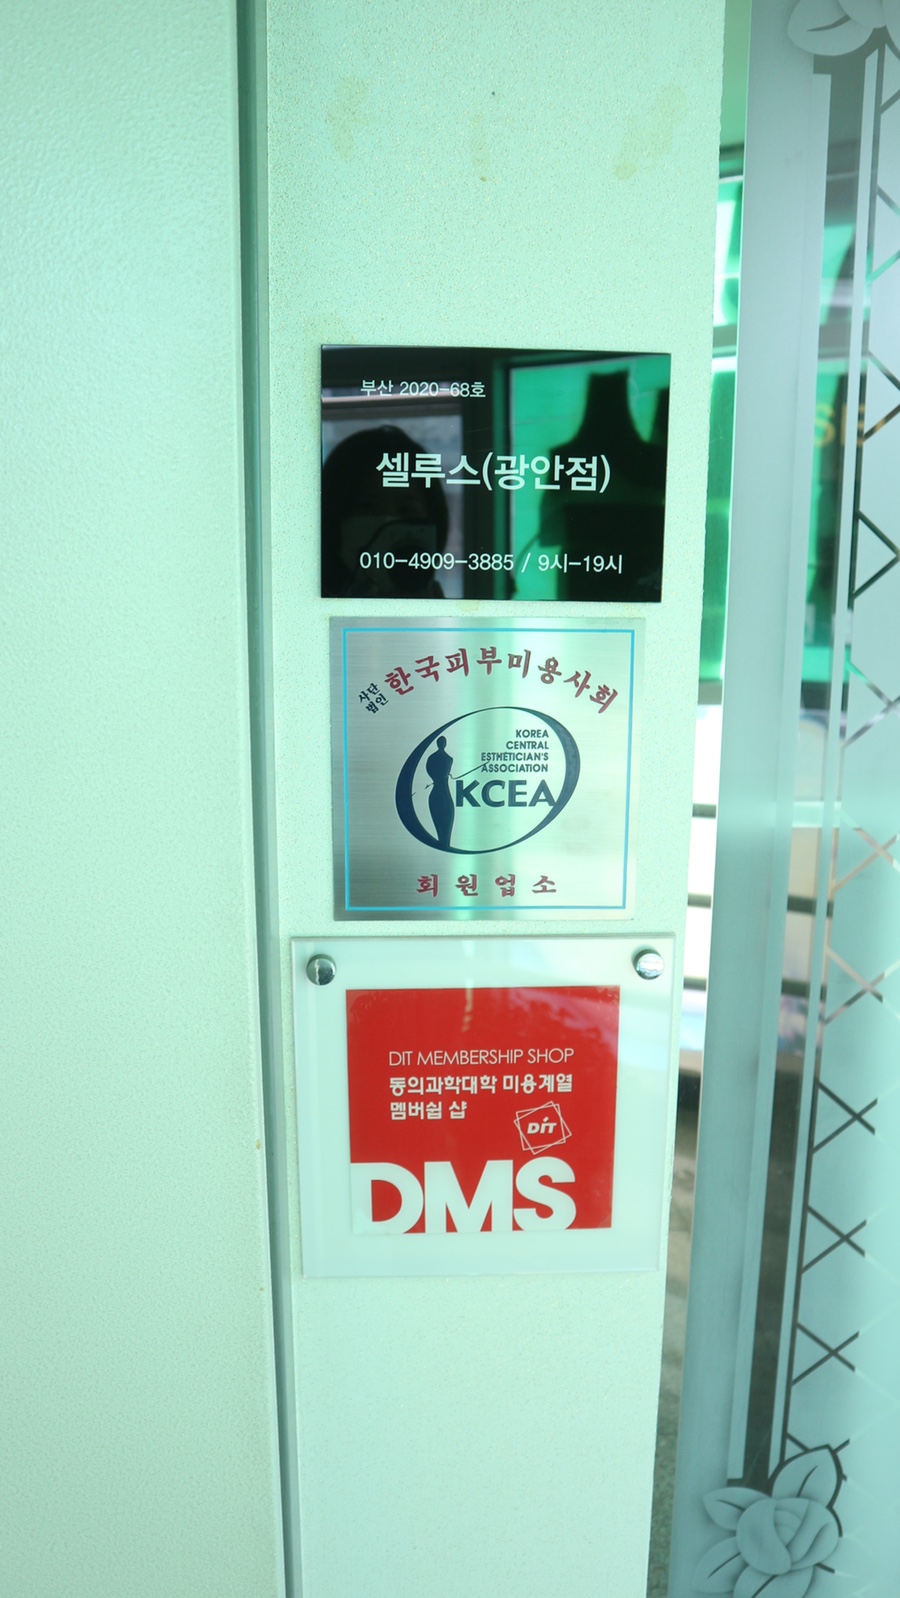 부산 2020-68호
셀루스(광안점)
010-4909-3885 / 9시-19시
사단
법인
한국피부미용사회
KOREA
CENTRAL
ESTHETICIAN'S
ASSOCIATION
KCEA
회원업소
DIT MEMBERSHIP SHOP
동의과학대학 미용계열
멤버쉽 샵
DIT
DMS